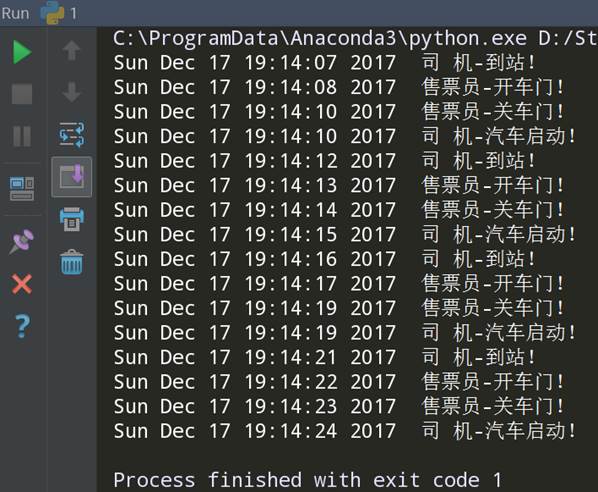 Run 1
C:\ProgramData\Anaconda3\python.exe D:/St
Sun Dec 17 19:14:07 2017  司 机-到站!
Sun Dec 17 19:14:08 2017  售票员-开车门!
Sun Dec 17 19:14:10 2017  售票员-关车门!
Sun Dec 17 19:14:10 2017  司 机-汽车启动!
Sun Dec 17 19:14:12 2017  司 机-到站!
Sun Dec 17 19:14:13 2017  售票员-开车门!
Sun Dec 17 19:14:14 2017  售票员-关车门!
Sun Dec 17 19:14:15 2017  司 机-汽车启动!
Sun Dec 17 19:14:16 2017  司 机-到站!
Sun Dec 17 19:14:17 2017  售票员-开车门!
Sun Dec 17 19:14:19 2017  售票员-关车门!
Sun Dec 17 19:14:19 2017  司 机-汽车启动!
Sun Dec 17 19:14:21 2017  司 机-到站!
Sun Dec 17 19:14:22 2017  售票员-开车门!
Sun Dec 17 19:14:23 2017  售票员-关车门!
Sun Dec 17 19:14:24 2017  司 机-汽车启动!
Process finished with exit code 1